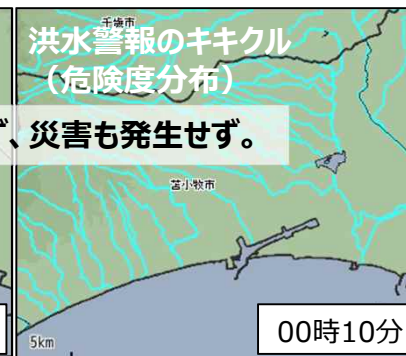 千歳市
洪水警報のキキクル
（危険度分布）
ず、災害も発生せず。
苫小牧市
5km
00時10分